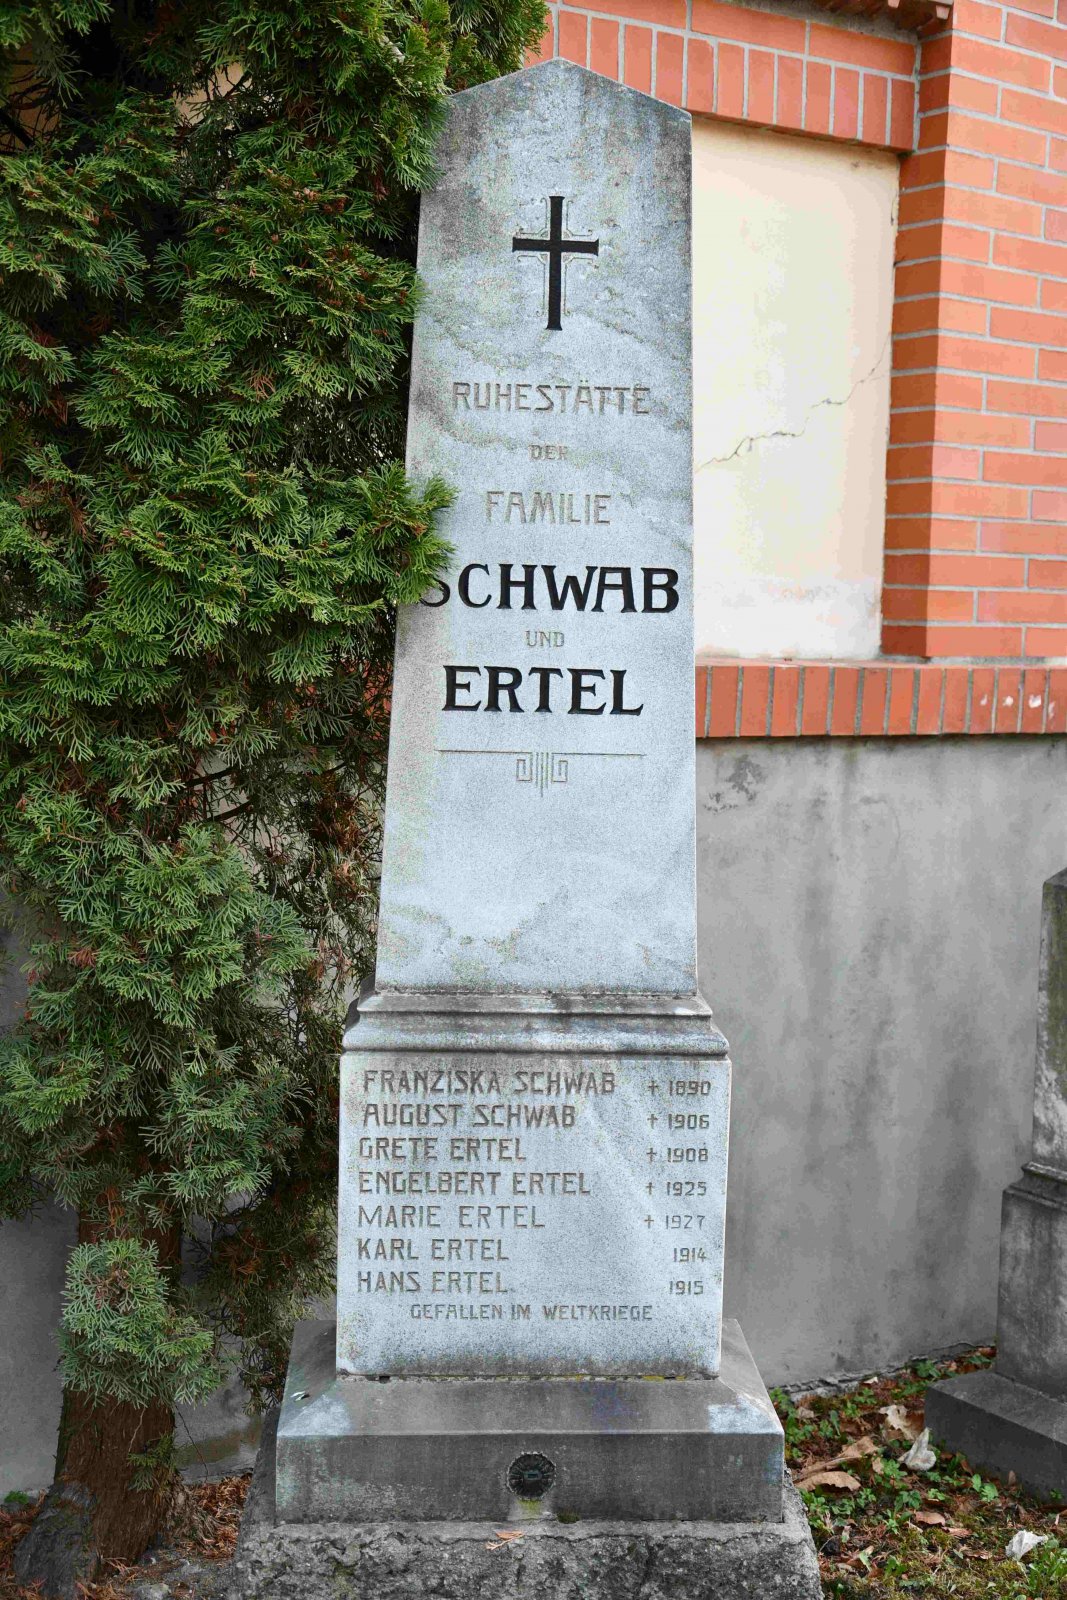 RUHESTÄTTE
DER
FAMILIE
SCHWAB
UND
ERTEL
FRANZISKA SCHWAB † 1890
AUGUST SCHWAB † 1906
GRETE ERTEL † 1908
ENGELBERT ERTEL † 1925
MARIE ERTEL † 1927
KARL ERTEL 1914
HANS ERTEL 1915
GEFALLEN IM WELTKRIEGE